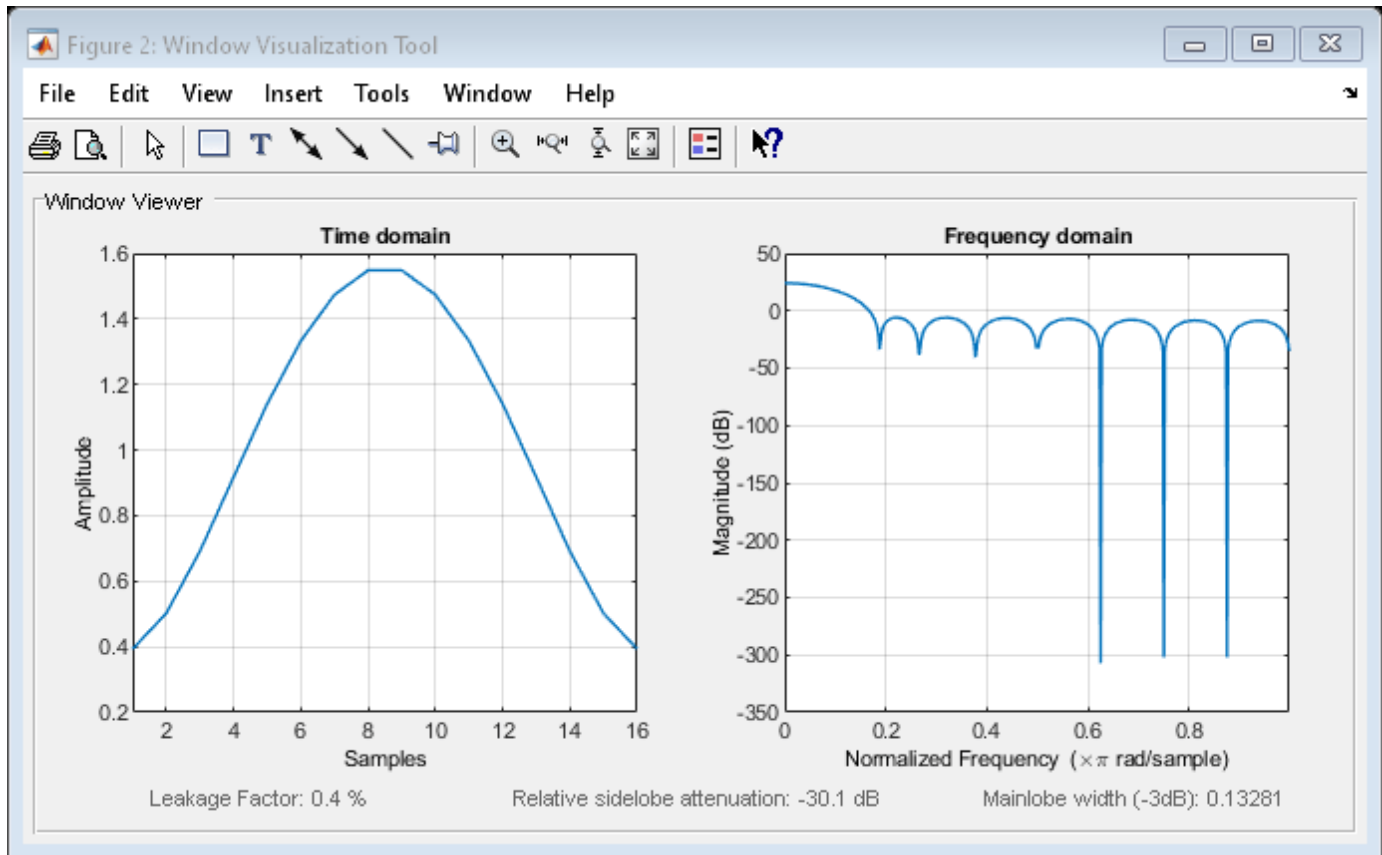 Figure 2: Window Visualization Tool
File Edit View Insert Tools Window Help
T
?
Window Viewer
Time domain
1.6
1.4
1.2
1
0.8
0.6
0.4
0.2
Amplitude
2 4 6 8 10 12 14 16
Samples
Frequency domain
50
0
-50
-100
-150
-200
-250
-300
-350
Magnitude (dB)
0 0.2 0.4 0.6 0.8
Normalized Frequency (×π rad/sample)
Leakage Factor: 0.4 %
Relative sidelobe attenuation: -30.1 dB
Mainlobe width (-3dB): 0.13281